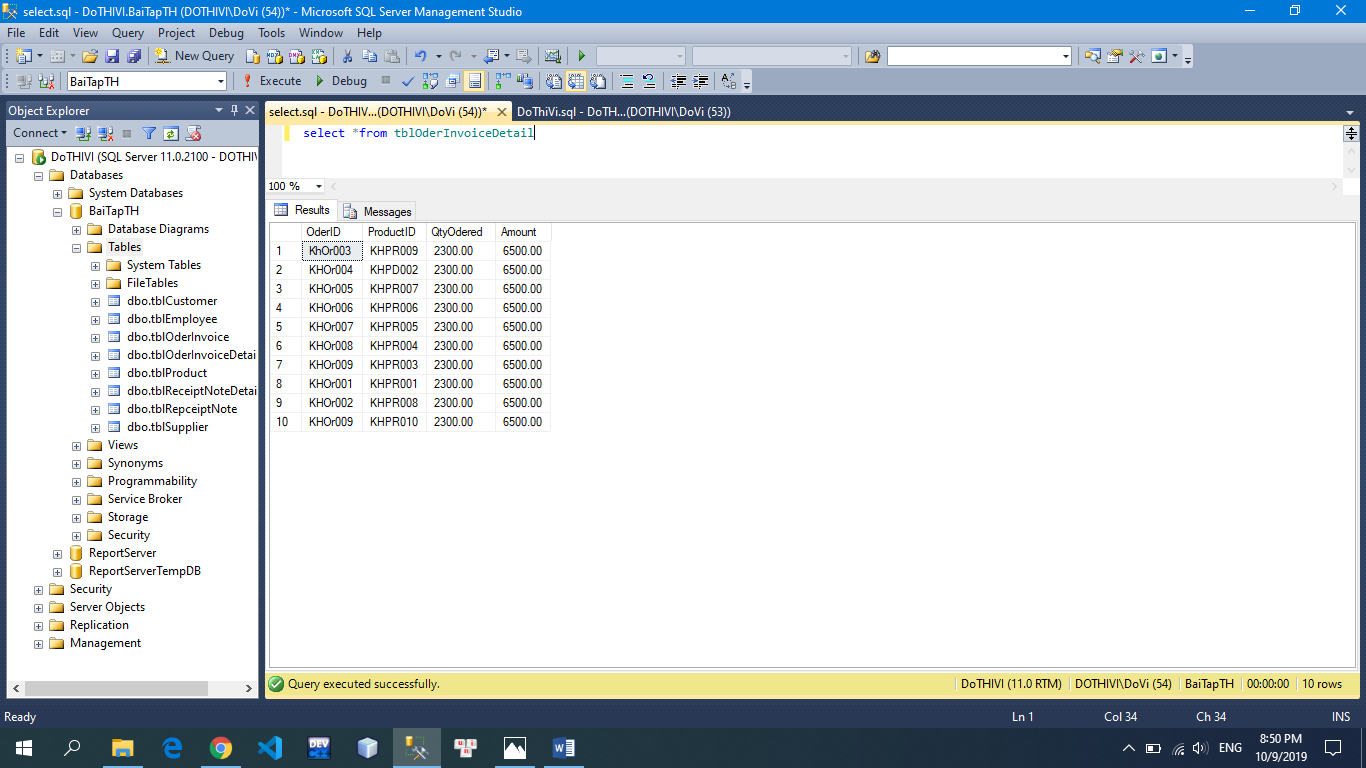 select.sql - DoTHIVI.BaiTapTH (DOTHIVI\DoVi (54))* - Microsoft SQL Server Management Studio
File Edit View Query Project Debug Tools Window Help
New Query
BaiTapTH Execute Debug
Object Explorer
Connect
DoTHIVI (SQL Server 11.0.2100 - DOTHI
Databases
System Databases
BaiTapTH
Database Diagrams
Tables
System Tables
FileTables
dbo.tblCustomer
dbo.tblEmployee
dbo.tblOderInvoice
dbo.tblOderInvoiceDetai
dbo.tblProduct
dbo.tblReceiptNoteDetai
dbo.tblRepceiptNote
dbo.tblSupplier
Views
Synonyms
Programmability
Service Broker
Storage
Security
ReportServer
ReportServerTempDB
Security
Server Objects
Replication
Management
select.sql - DoTHIV...(DOTHIVI\DoVi (54))* DoThiVi.sql - DoTH...(DOTHIVI\DoVi (53))
select *from tblOderInvoiceDetail
100 %
Results Messages
OderID ProductID QtyOdered Amount
1 KhOr003 KHPR009 2300.00 6500.00
2 KHOr004 KHPD002 2300.00 6500.00
3 KHOr005 KHPR007 2300.00 6500.00
4 KHOr006 KHPR006 2300.00 6500.00
5 KHOr007 KHPR005 2300.00 6500.00
6 KHOr008 KHPR004 2300.00 6500.00
7 KHOr009 KHPR003 2300.00 6500.00
8 KHOr001 KHPR001 2300.00 6500.00
9 KHOr002 KHPR008 2300.00 6500.00
10 KHOr009 KHPR010 2300.00 6500.00
Query executed successfully. DoTHIVI (11.0 RTM) DOTHIVI\DoVi (54) BaiTapTH 00:00:00 10 rows
Ready Ln 1 Col 34 Ch 34 INS
DEV
ENG
8:50 PM
10/9/2019